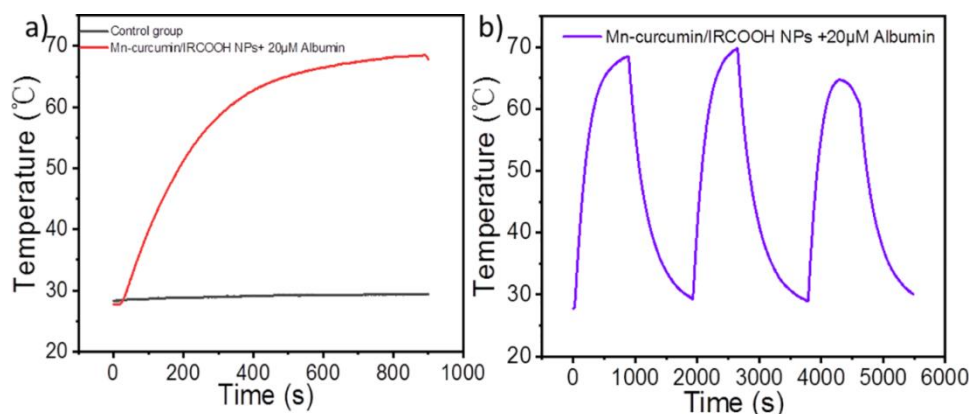 a)
Control group
Mn-curcumin/IRCOOH NPs+ 20μM Albumin
70
60
50
40
30
20
Temperature (℃)
0 200 400 600 800 1000
Time (s)
b)
Mn-curcumin/IRCOOH NPs +20μM Albumin
70
60
50
40
30
20
Temperature (℃)
0 1000 2000 3000 4000 5000 6000
Time (s)